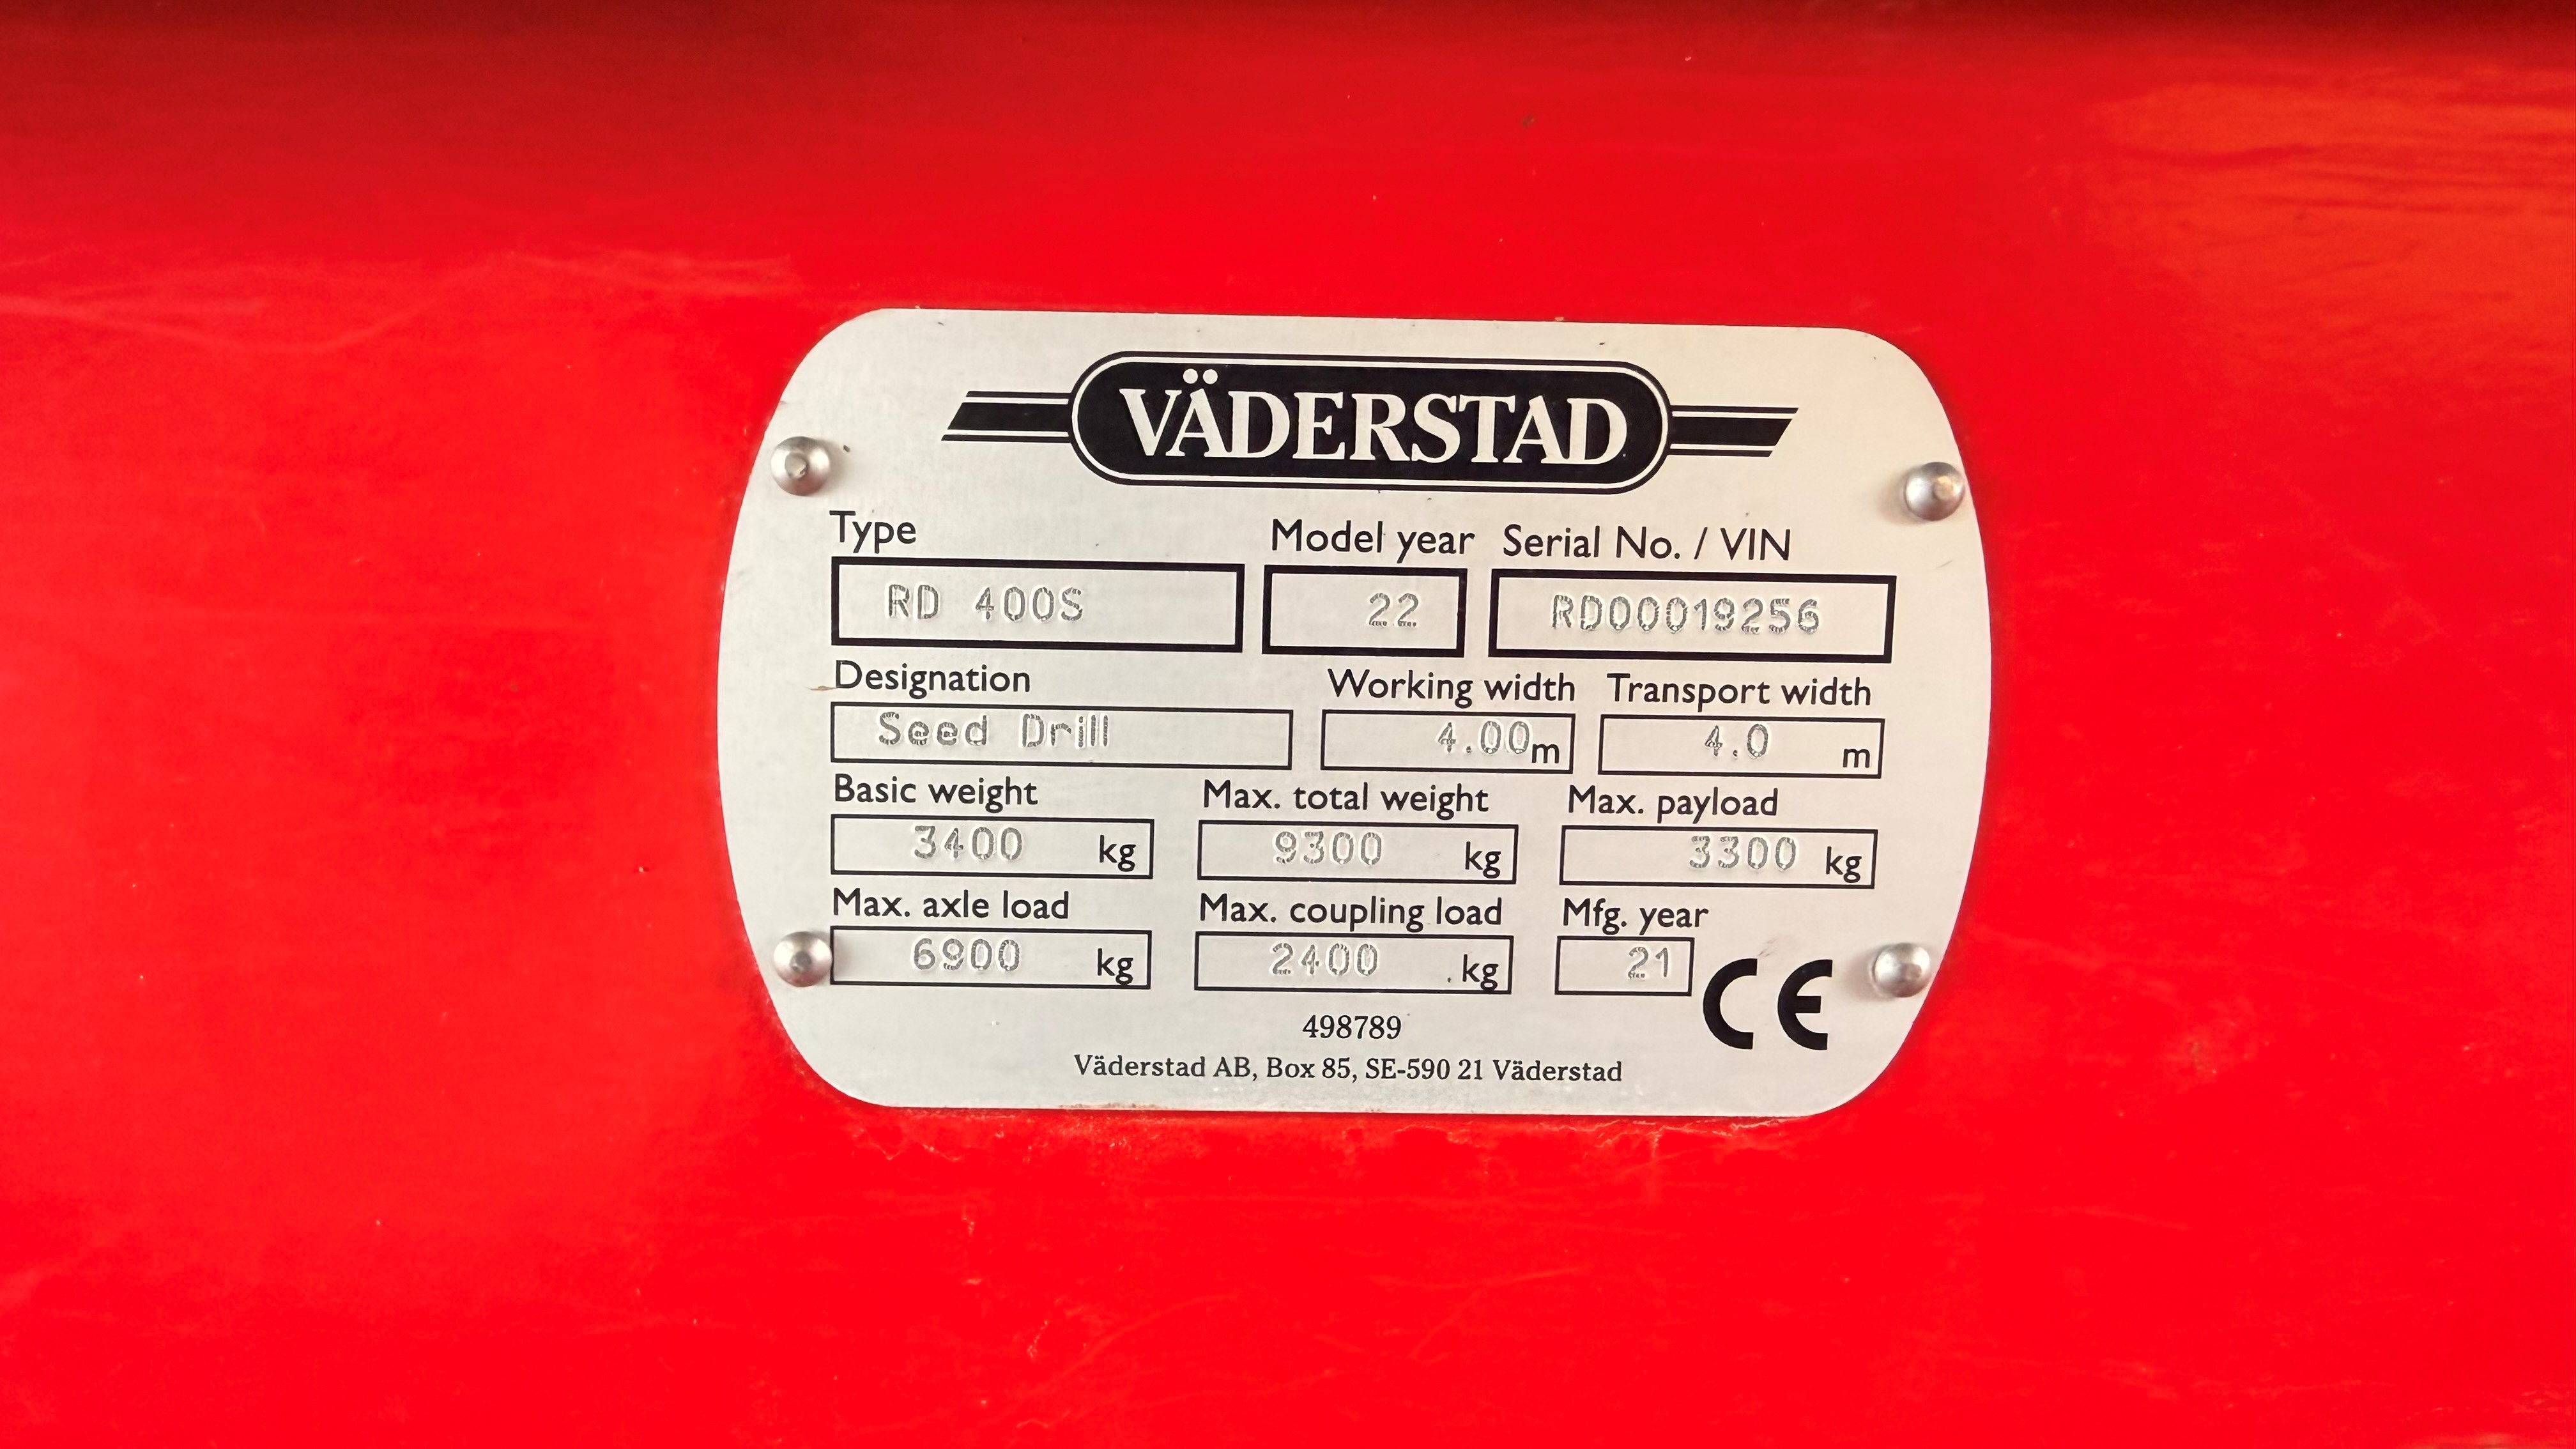 VÄDERSTAD
Type Model year Serial No. / VIN
RD 400S 22 RD00019256
Designation Working width Transport width
Seed Drill 4.00m 4.0 m
Basic weight Max. total weight Max. payload
3400 kg 9300 kg 3300 kg
Max. axle load Max. coupling load Mfg. year
6900 kg 2400 kg 21
CE
498789
Väderstad AB, Box 85, SE-590 21 Väderstad